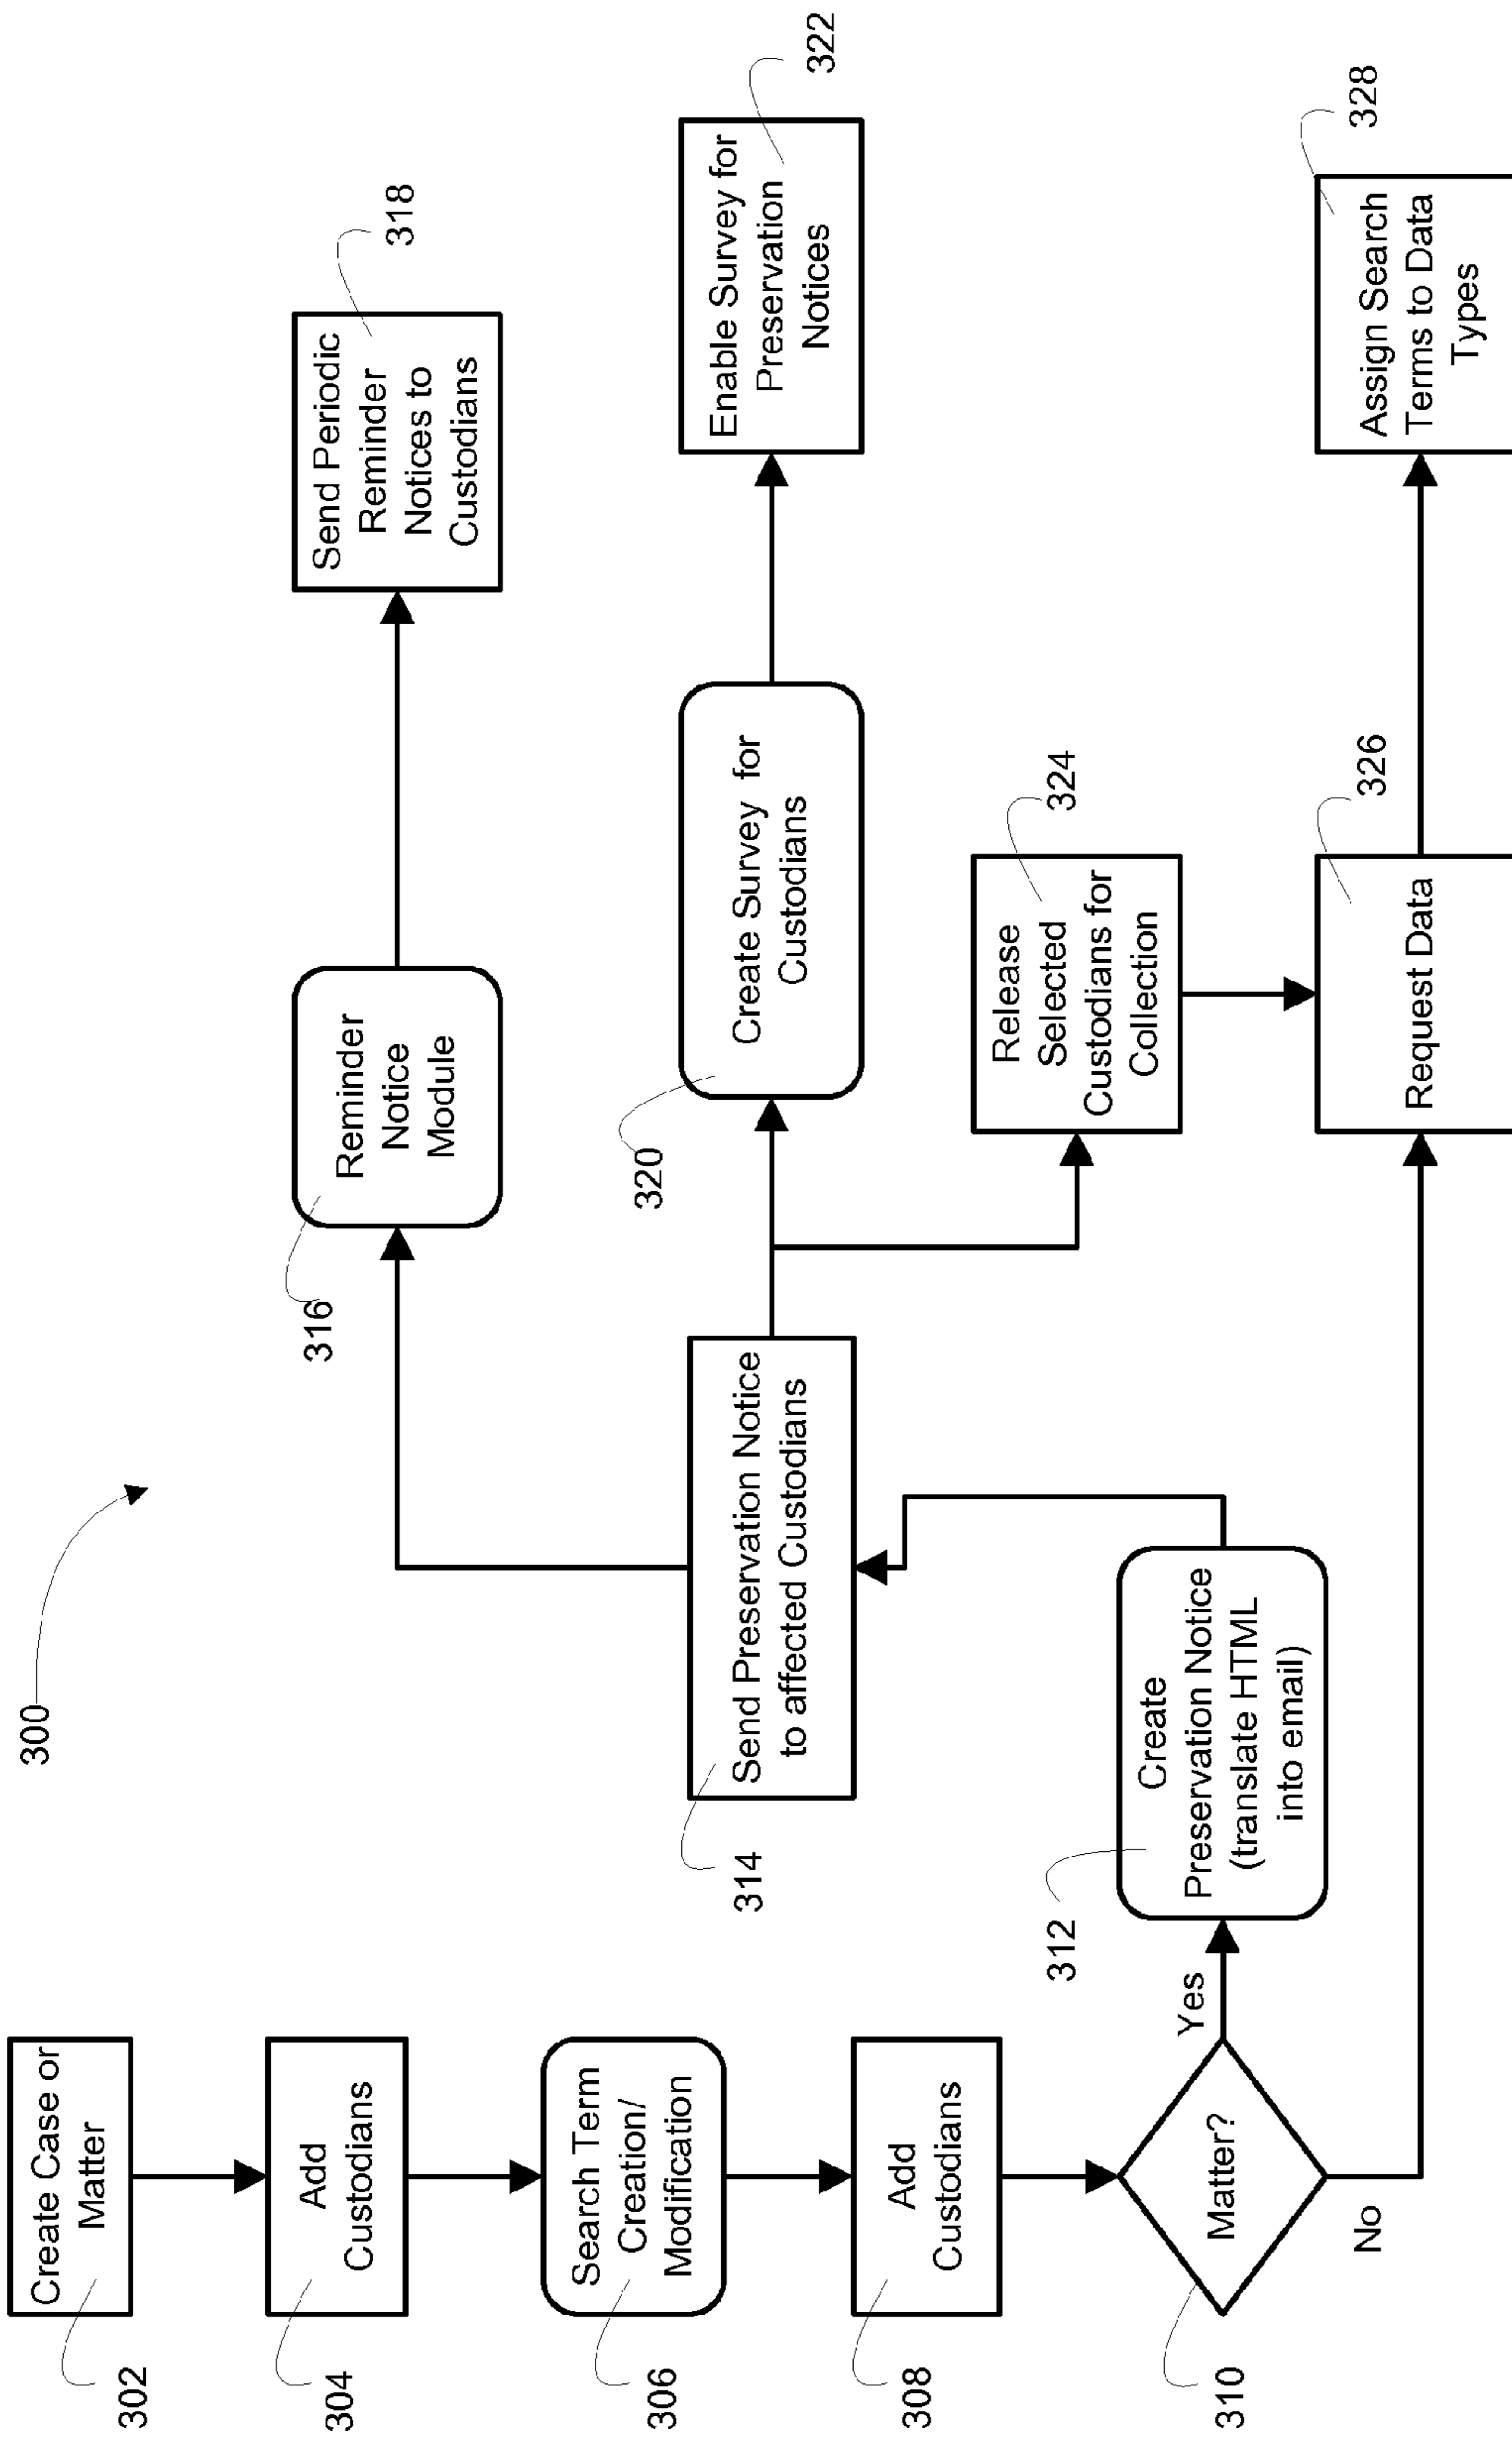 300
Create Case or
Matter
302
Add
Custodians
304
Search Term
Creation/
Modification
306
Add
Custodians
308
Matter?
310
Yes
No
Create
Preservation Notice
(translate HTML
into email)
312
Send Preservation Notice
to affected Custodians
314
Reminder
Notice
Module
316
Send Periodic
Reminder
Notices to
Custodians
318
Create Survey for
Custodians
320
Enable Survey for
Preservation
Notices
322
Release
Selected
Custodians for
Collection
324
Request Data
326
Assign Search
Terms to Data
Types
328